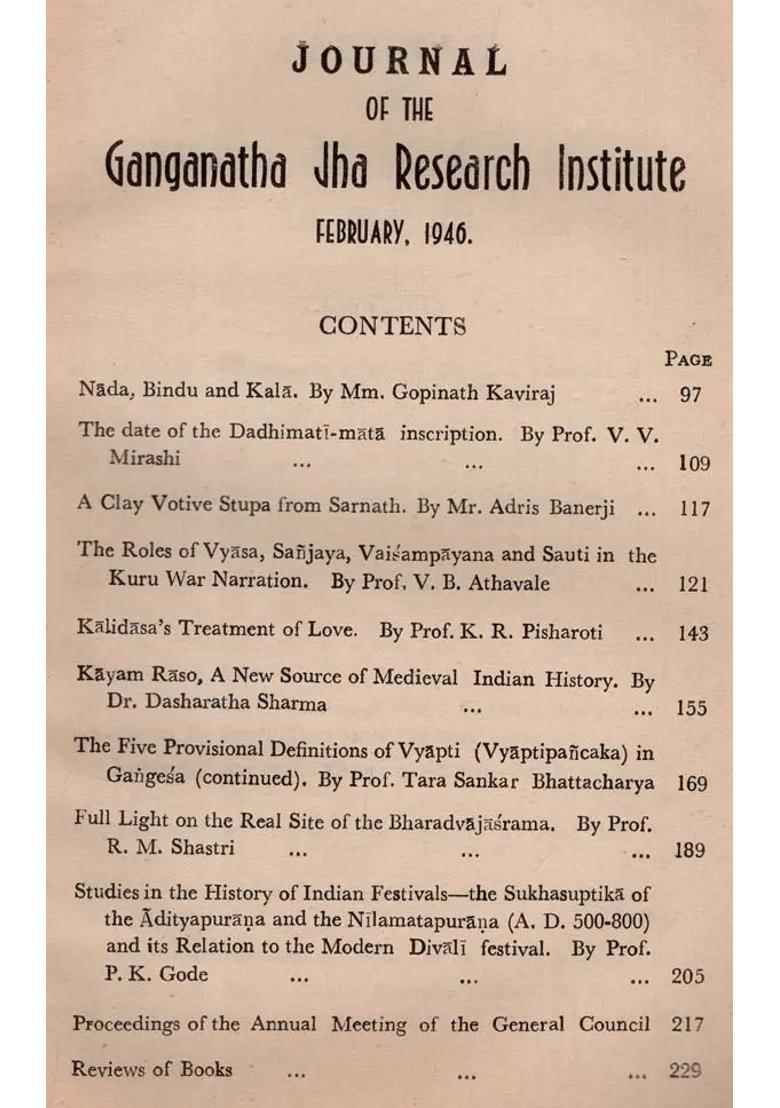 JOURNAL
OF THE
Ganganatha Jha Research Institute
FEBRUARY, 1946.
CONTENTS
PAGE
Nāda, Bindu and Kalā. By Mm. Gopinath Kaviraj ... 97
The date of the Dadhimatī-mātā inscription. By Prof. V. V.
Mirashi ... ... ... 109
A Clay Votive Stupa from Sarnath. By Mr. Adris Banerji ... 117
The Roles of Vyāsa, Sañjaya, Vaiśampāyana and Sauti in the
Kuru War Narration. By Prof. V. B. Athavale ... 121
Kālidāsa's Treatment of Love. By Prof. K. R. Pisharoti ... 143
Kāyam Rāso, A New Source of Medieval Indian History. By
Dr. Dasharatha Sharma ... ... 155
The Five Provisional Definitions of Vyāpti (Vyāptipañcaka) in
Gaṅgeśa (continued). By Prof. Tara Sankar Bhattacharya 169
Full Light on the Real Site of the Bharadvājāśrama. By Prof.
R. M. Shastri ... ... ... 189
Studies in the History of Indian Festivals—the Sukhasuptikā of
the Ādityapurāṇa and the Nīlamatapurāṇa (A. D. 500-800)
and its Relation to the Modern Divālī festival. By Prof.
P. K. Gode ... ... ... 205
Proceedings of the Annual Meeting of the General Council 217
Reviews of Books ... ... ... 229